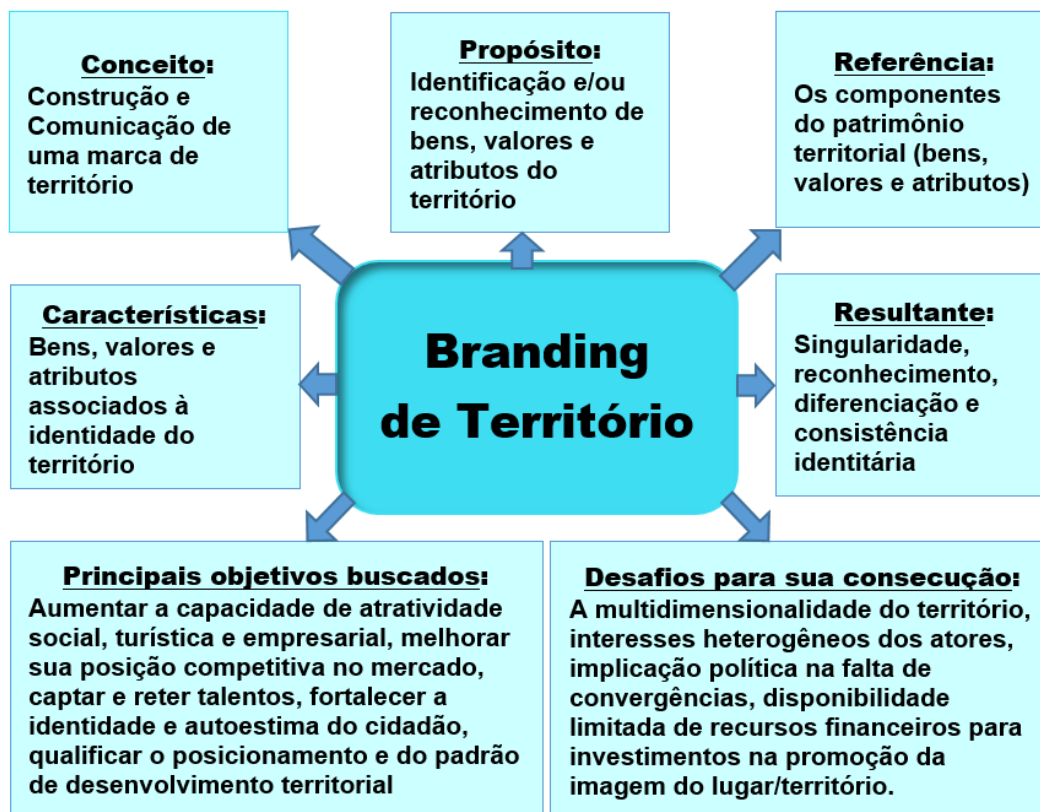 Conceito:
Construção e
Comunicação de
uma marca de
território
Propósito:
Identificação e/ou
reconhecimento de
bens, valores e
atributos do
território
Referência:
Os componentes
do patrimônio
territorial (bens,
valores e atributos)
Características:
Bens, valores e
atributos
associados à
identidade do
território
Branding
de Território
Resultante:
Singularidade,
reconhecimento,
diferenciação e
consistência
identitária
Principais objetivos buscados:
Aumentar a capacidade de atratividade
social, turística e empresarial, melhorar
sua posição competitiva no mercado,
captar e reter talentos, fortalecer a
identidade e autoestima do cidadão,
qualificar o posicionamento e do padrão
de desenvolvimento territorial
Desafios para sua consecução:
A multidimensionalidade do território,
interesses heterogêneos dos atores,
implicação política na falta de
convergências, disponibilidade
limitada de recursos financeiros para
investimentos na promoção da
imagem do lugar/território.